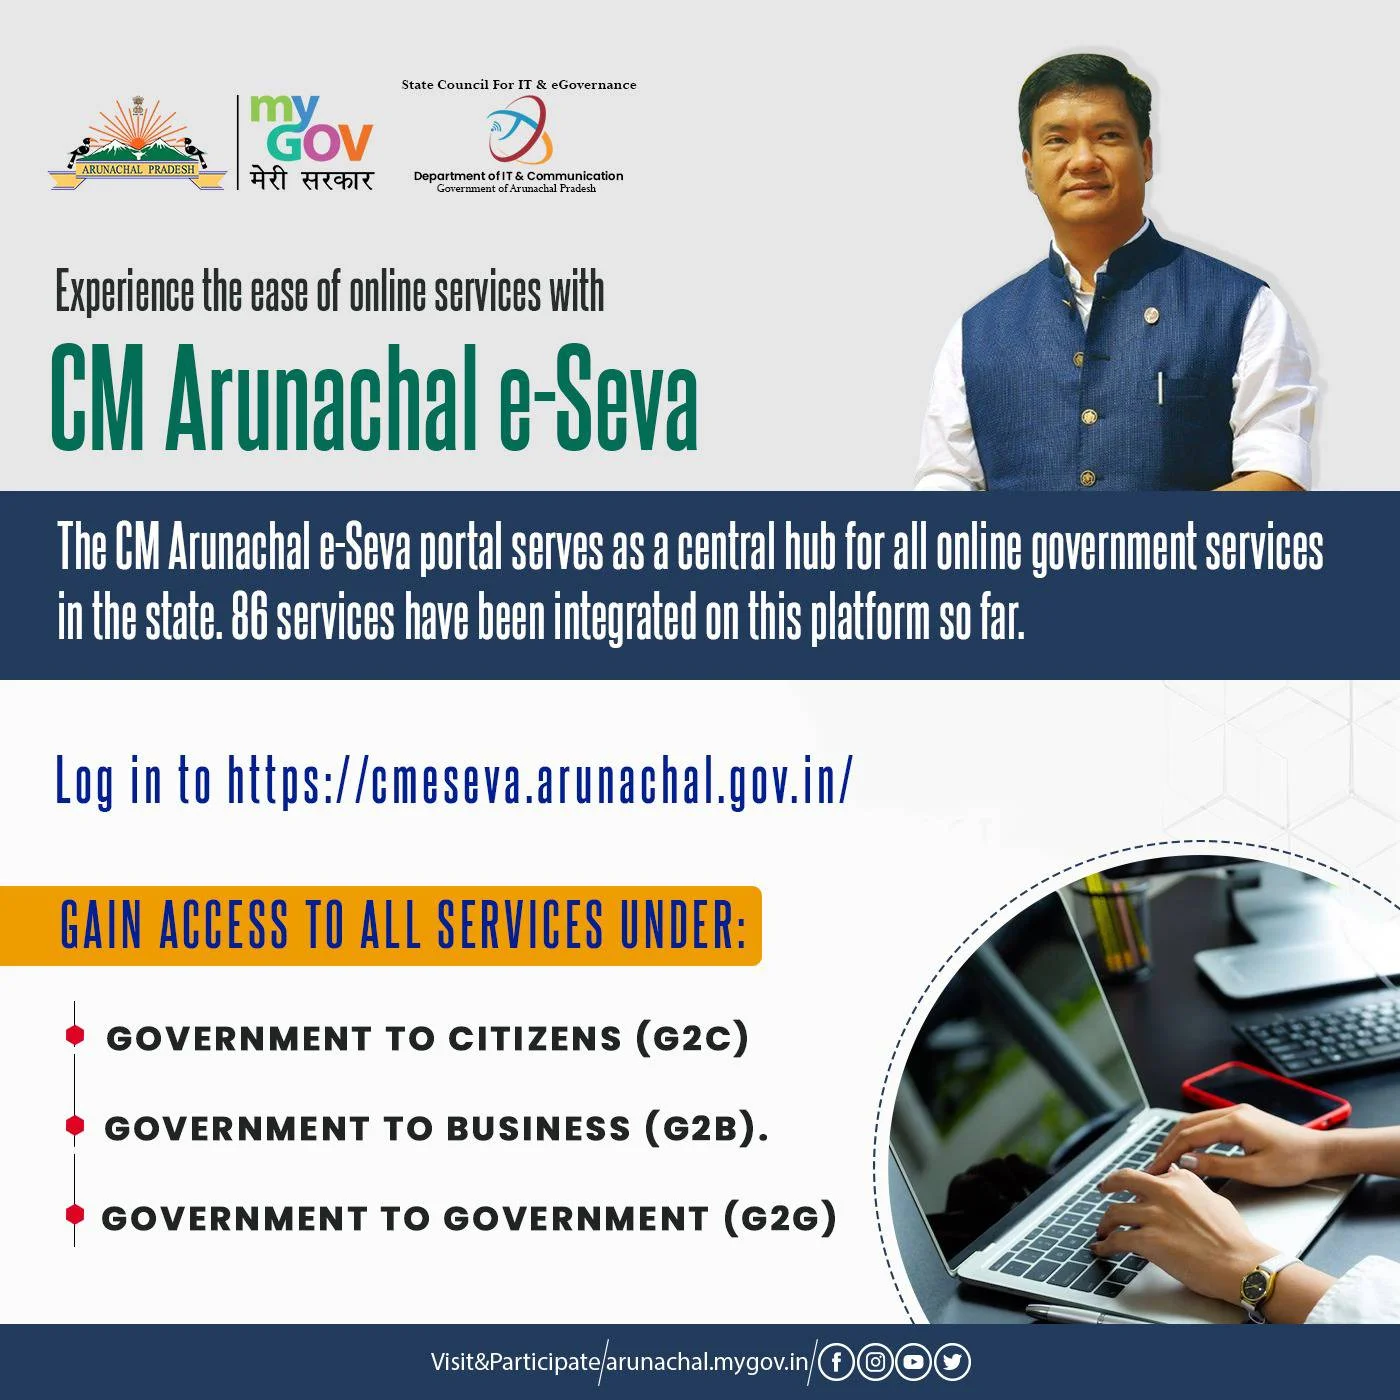 State Council For IT & eGovernance
ARUNACHAL PRADESH
my
GOV
मेरी सरकार
Department of IT & Communication
Government of Arunachal Pradesh
Experience the ease of online services with
CM Arunachal e-Seva
The CM Arunachal e-Seva portal serves as a central hub for all online government services
in the state. 86 services have been integrated on this platform so far.
Log in to https://cmeseva.arunachal.gov.in/
GAIN ACCESS TO ALL SERVICES UNDER:
GOVERNMENT TO CITIZENS (G2C)
GOVERNMENT TO BUSINESS (G2B).
GOVERNMENT TO GOVERNMENT (G2G)
Visit&Participate/arunachal.mygov.in/